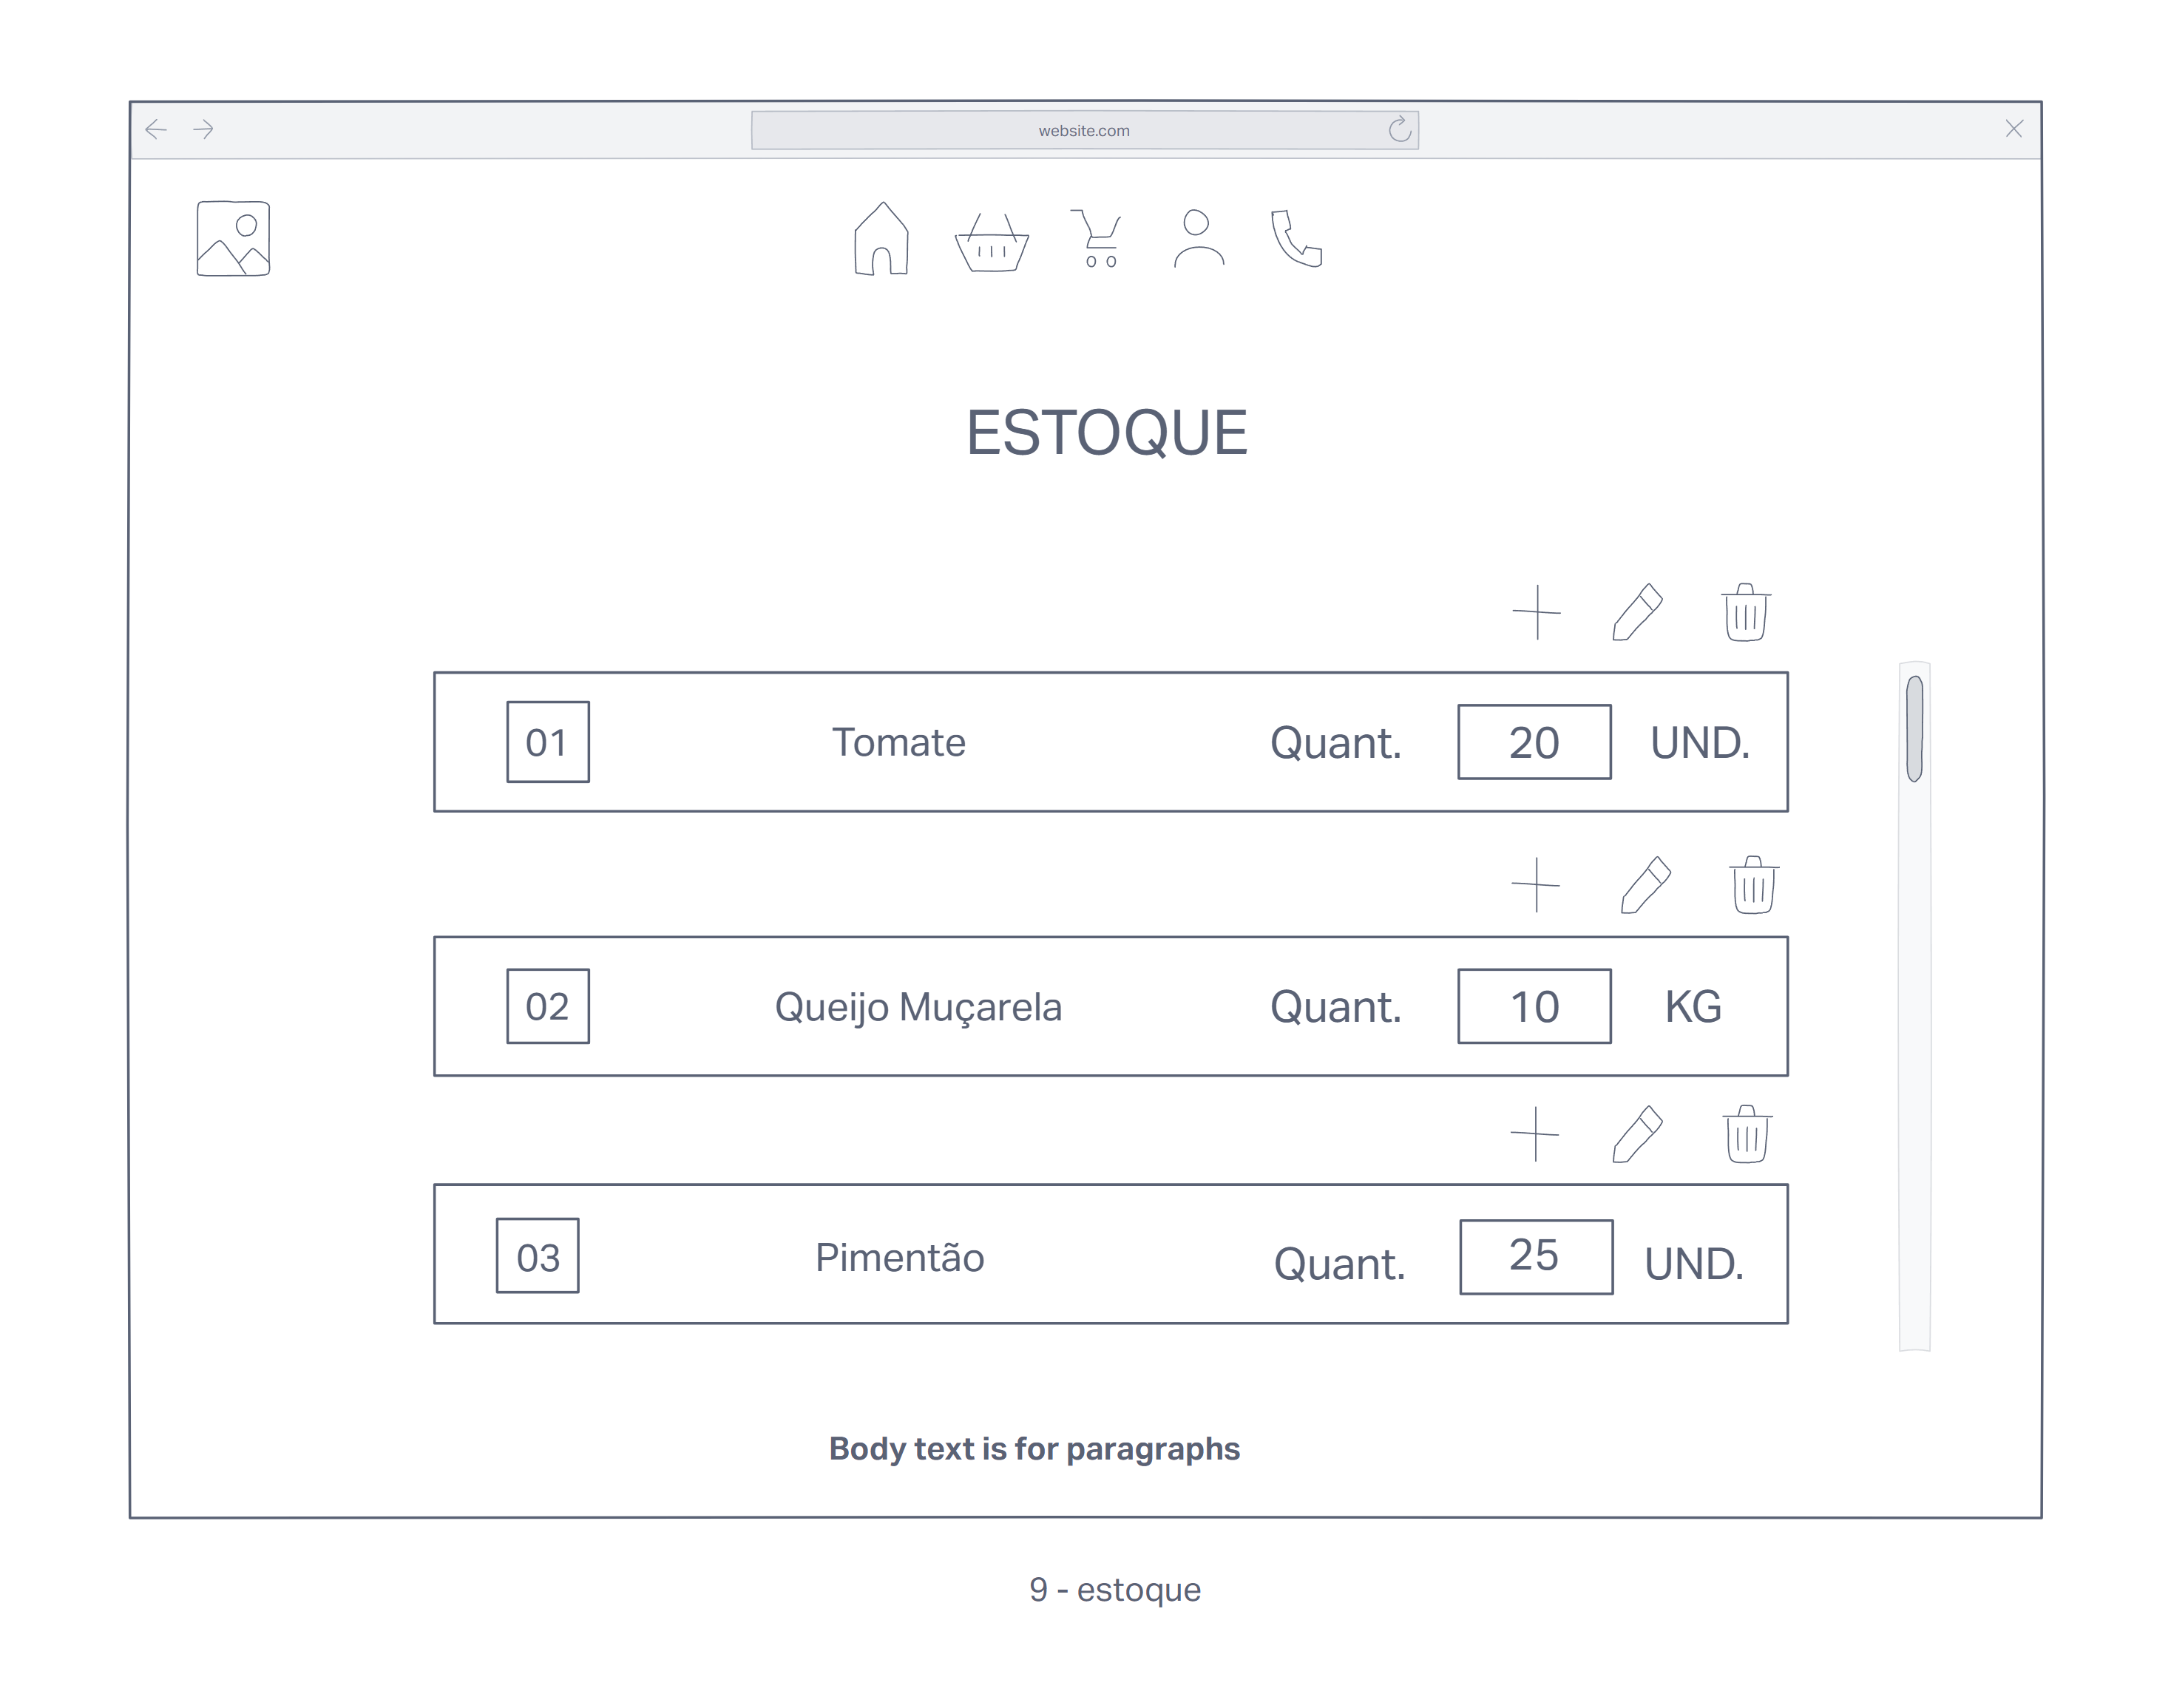 website.com
ESTOQUE
01 Tomate Quant. 20 UND.
02 Queijo Muçarela Quant. 10 KG
03 Pimentão Quant. 25 UND.
Body text is for paragraphs
9 - estoque